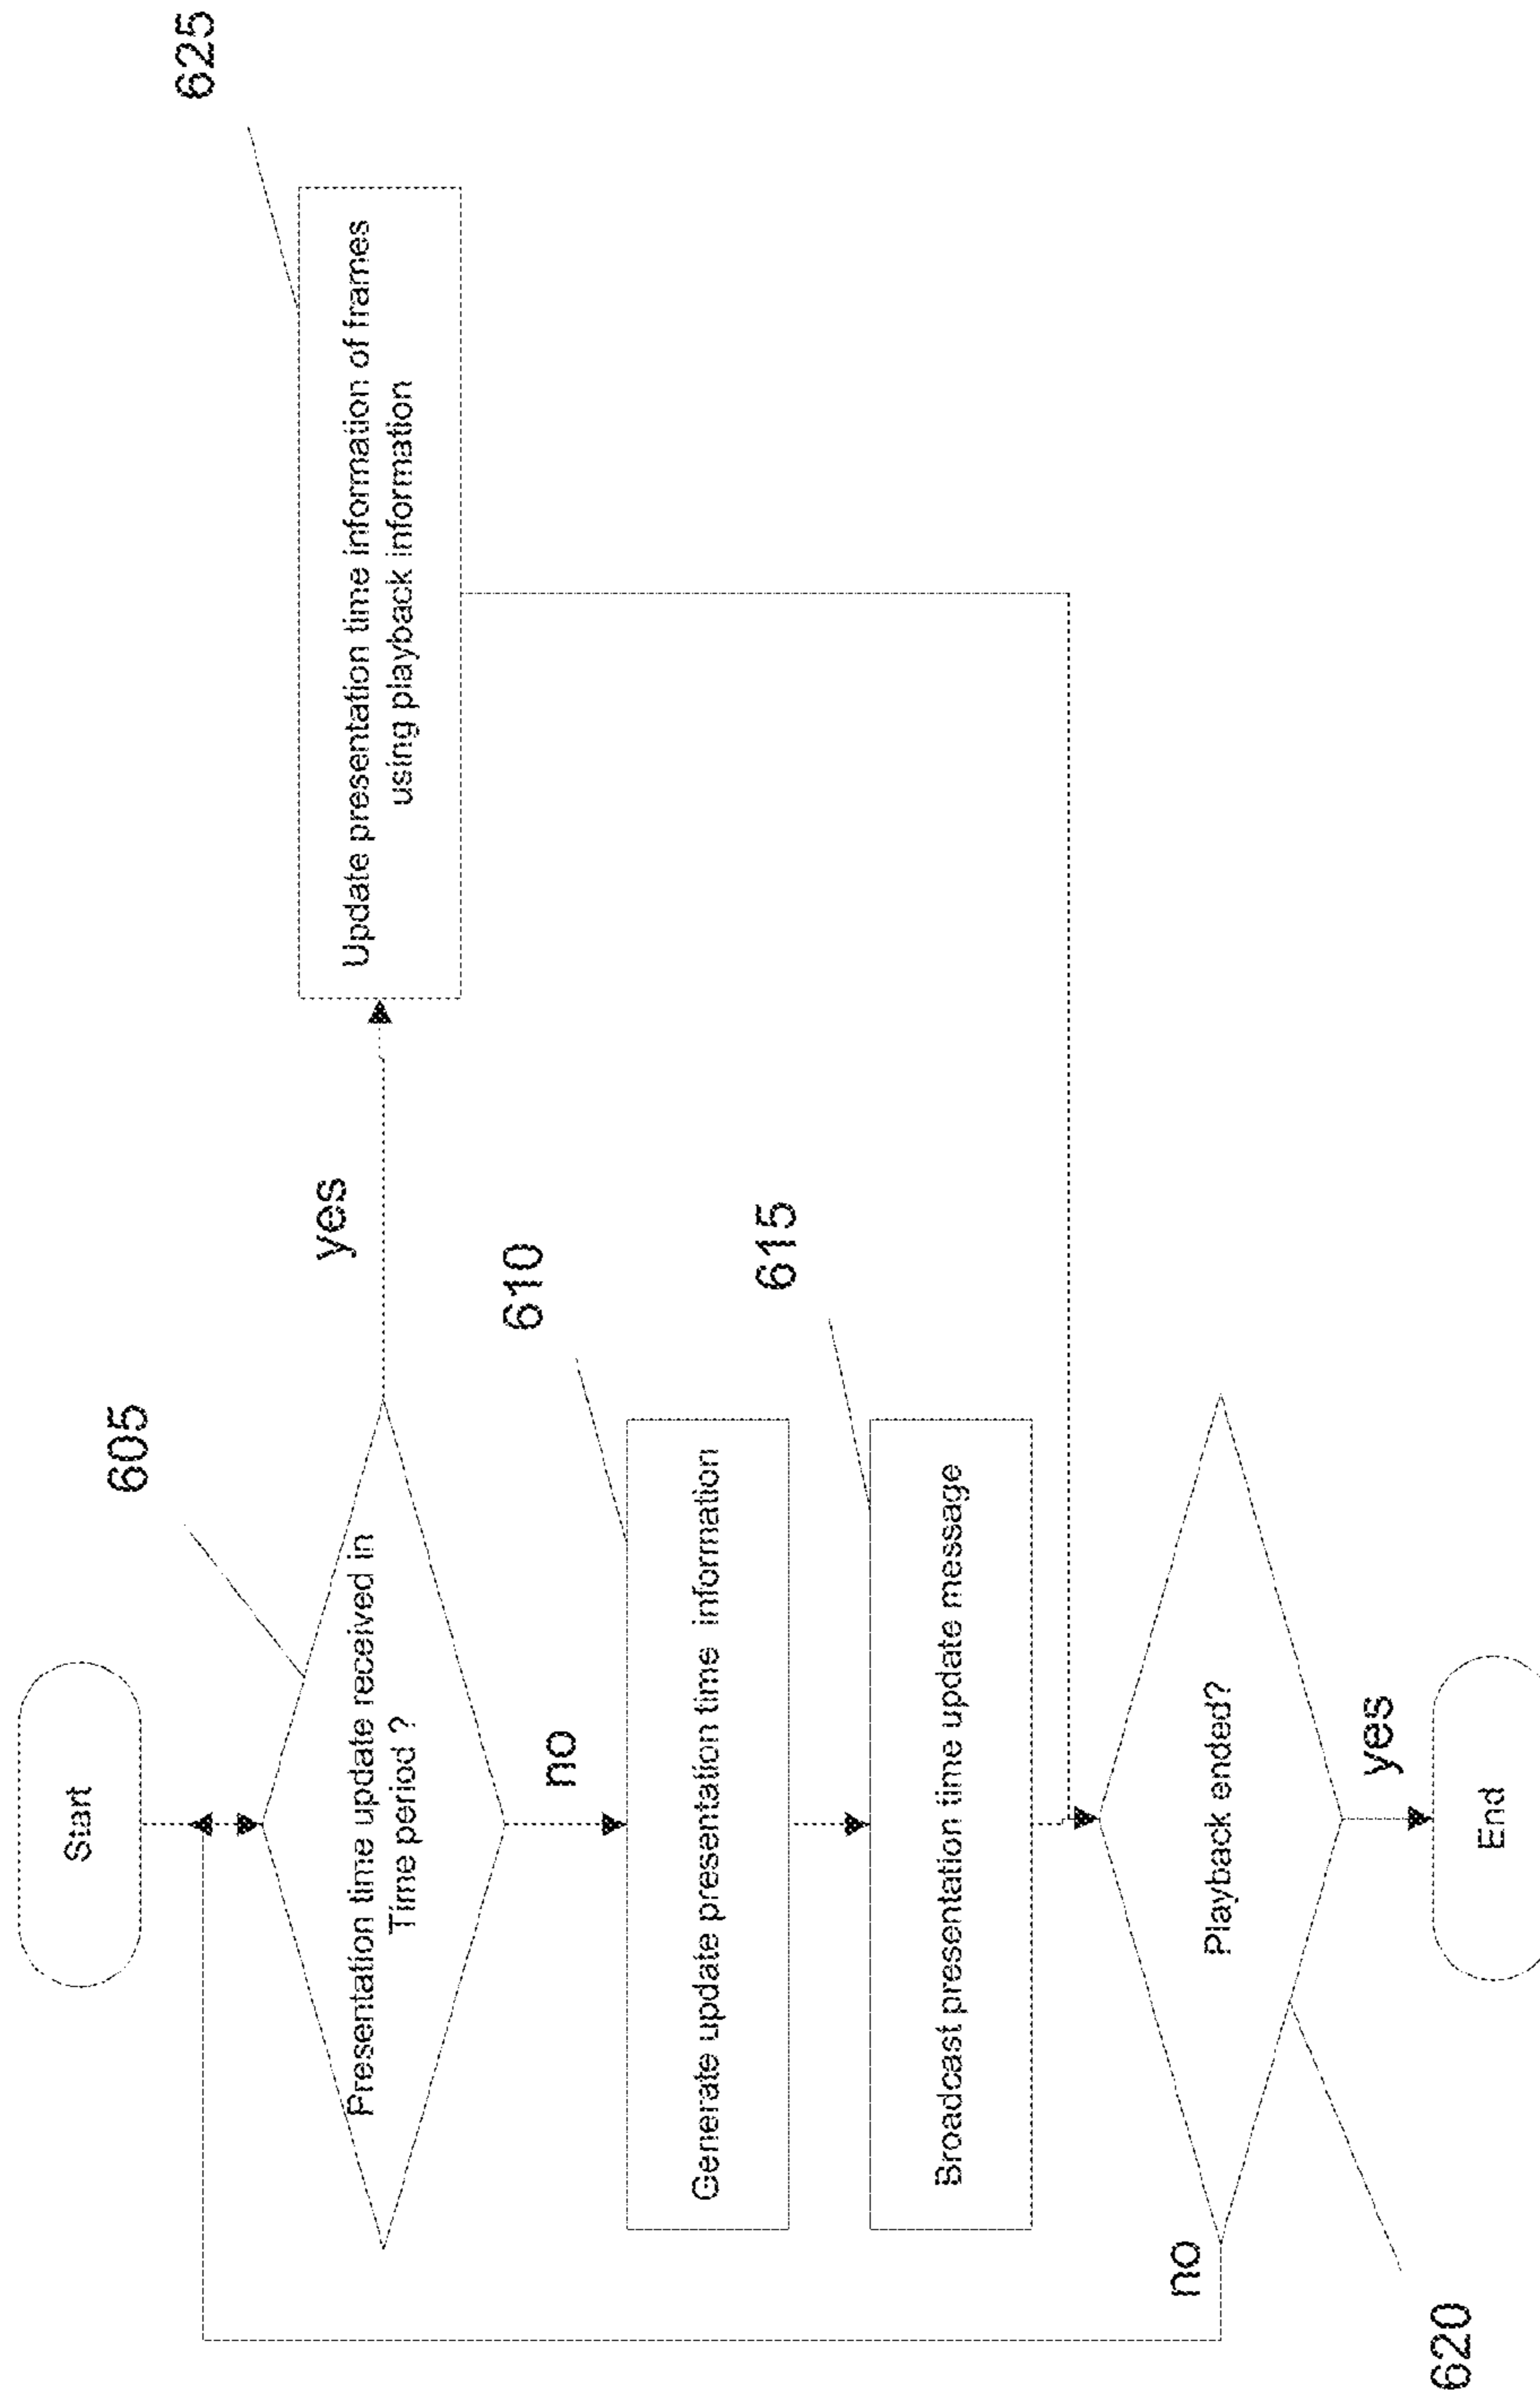 Start
605
Presentation time update received in
Time period ?
yes
625
Update presentation time information of frames
using playback information
no
610
Generate update presentation time information
615
Broadcast presentation time update message
Playback ended?
no
620
yes
End